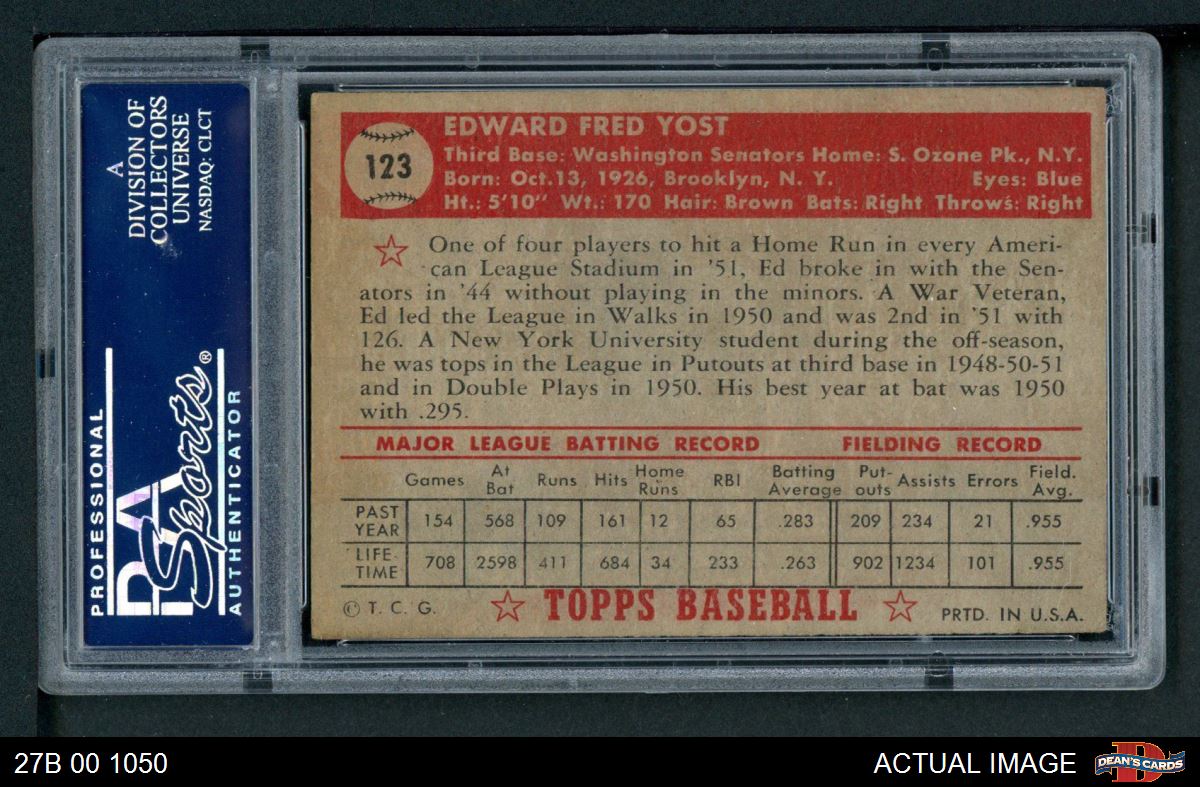 A
DIVISION OF
COLLECTORS
UNIVERSE
NASDAQ: CLCT
PROFESSIONAL
PSA
Sports®
AUTHENTICATOR
123
EDWARD FRED YOST
Third Base: Washington Senators Home: S. Ozone Pk., N.Y.
Born: Oct.13, 1926, Brooklyn, N. Y. Eyes: Blue
Ht.: 5'10" Wt.: 170 Hair: Brown Bats: Right Throws: Right
One of four players to hit a Home Run in every Ameri-
can League Stadium in '51, Ed broke in with the Sen-
ators in '44 without playing in the minors. A War Veteran,
Ed led the League in Walks in 1950 and was 2nd in '51 with
126. A New York University student during the off-season,
he was tops in the League in Putouts at third base in 1948-50-51
and in Double Plays in 1950. His best year at bat was 1950
with .295.
MAJOR LEAGUE BATTING RECORD FIELDING RECORD
Games At Bat Runs Hits Home Runs RBI Batting Average Put-outs Assists Errors Field. Avg.
PAST YEAR 154 568 109 161 12 65 .283 209 234 21 .955
LIFE-TIME 708 2598 411 684 34 233 .263 902 1234 101 .955
© T. C. G. TOPPS BASEBALL PRTD. IN U.S.A.
27B 00 1050
ACTUAL IMAGE
D
DEAN'S CARDS